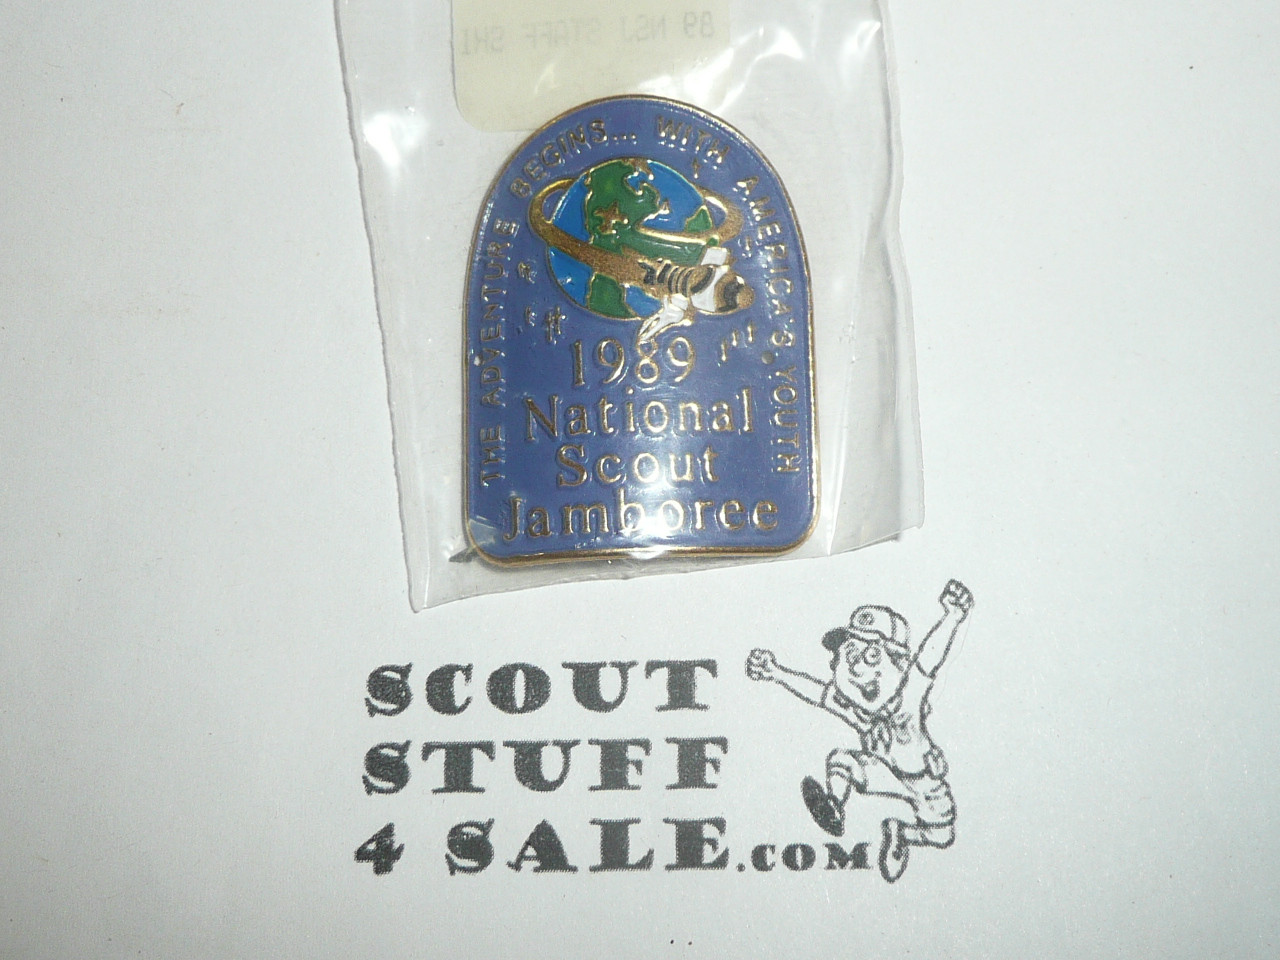 89 NSJ STAFF SHI
THE ADVENTURE BEGINS... WITH AMERICA'S YOUTH
1989
National
Scout
Jamboree
SCOUT
STUFF
4 SALE.COM